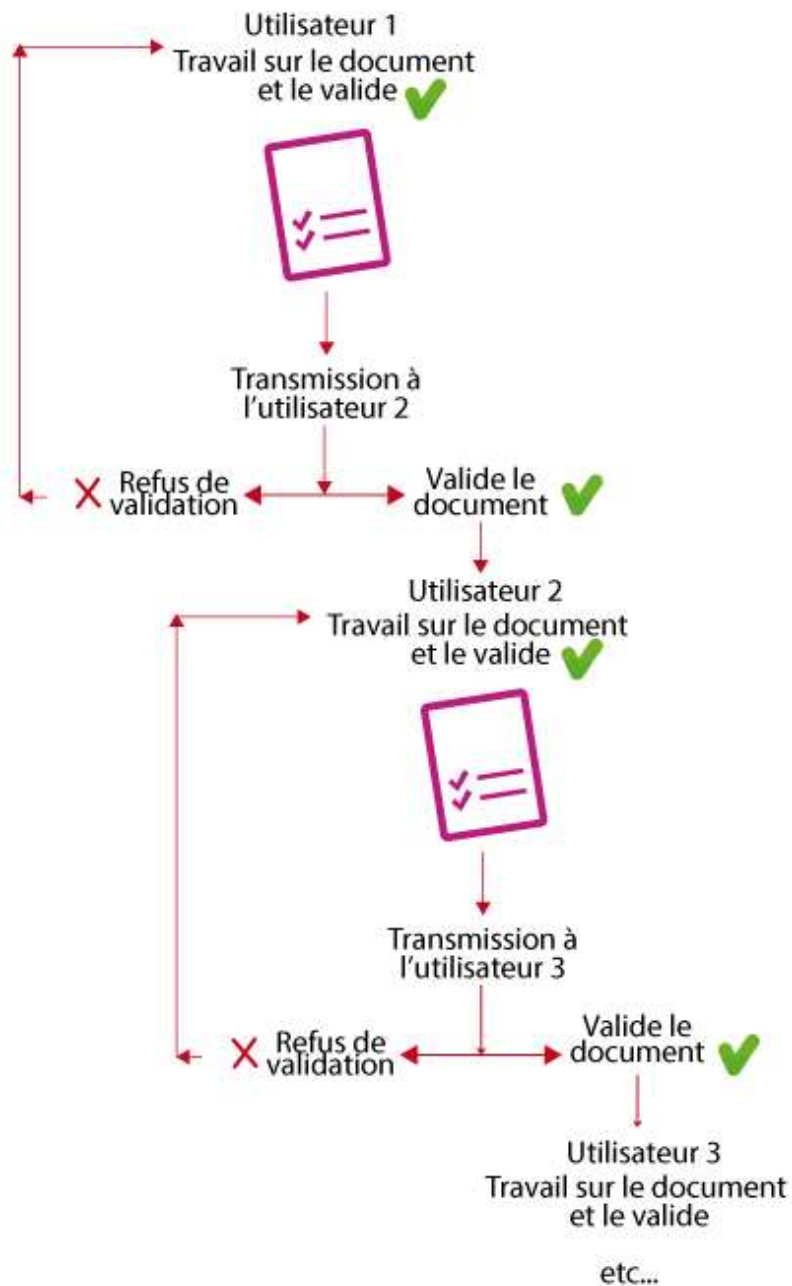 Utilisateur 1
Travail sur le document
et le valide
Transmission à
l'utilisateur 2
Refus de
validation
Valide le
document
Utilisateur 2
Travail sur le document
et le valide
Transmission à
l'utilisateur 3
Refus de
validation
Valide le
document
Utilisateur 3
Travail sur le document
et le valide
etc...